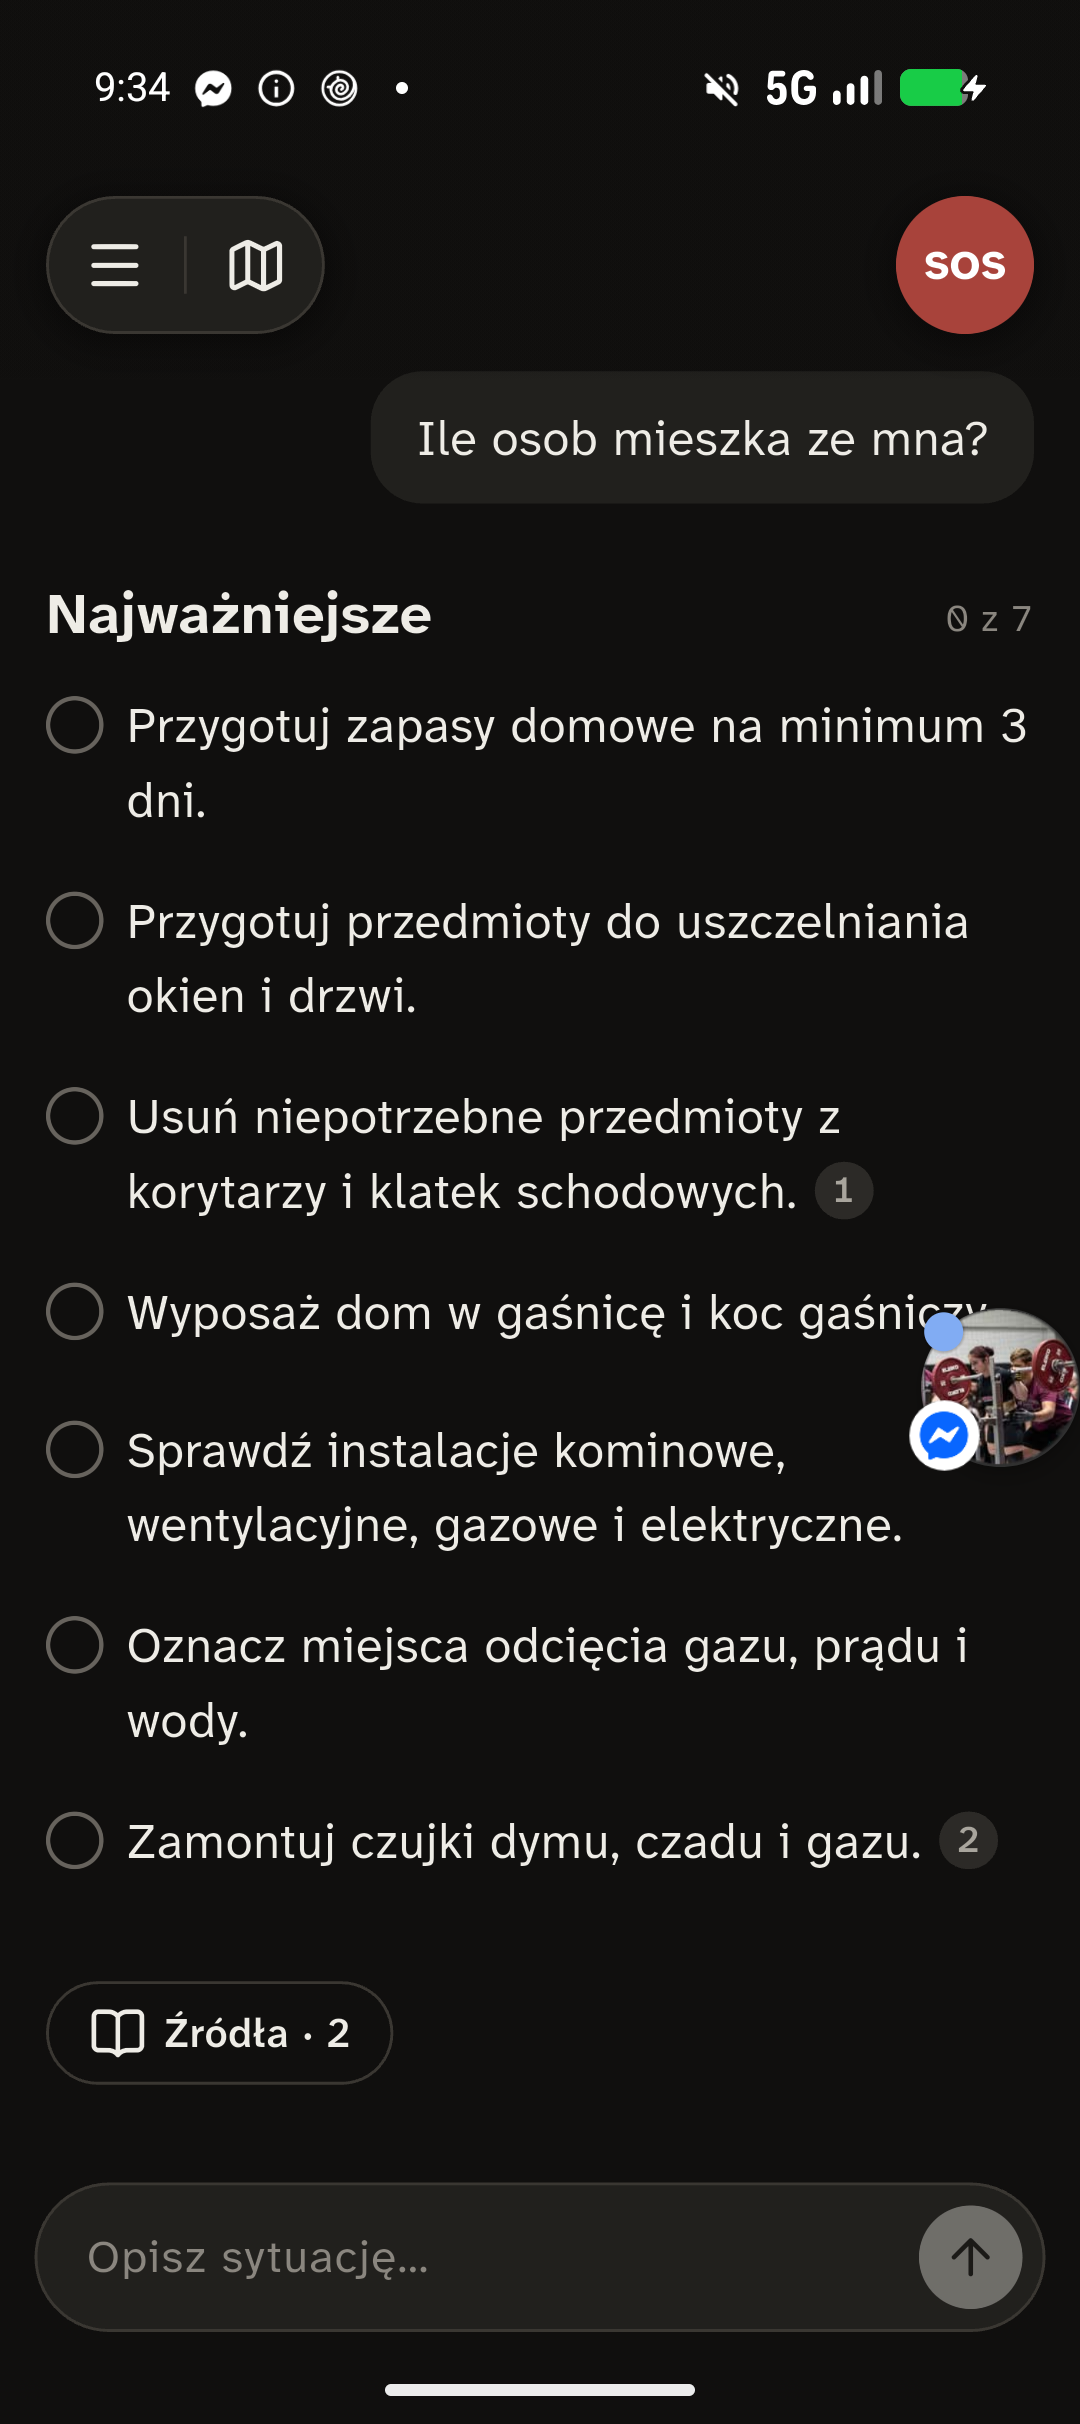 9:34
5G
SOS
Ile osob mieszka ze mna?
Najważniejsze
0 z 7
Przygotuj zapasy domowe na minimum 3
dni.
Przygotuj przedmioty do uszczelniania
okien i drzwi.
Usuń niepotrzebne przedmioty z
korytarzy i klatek schodowych. 1
Wyposaż dom w gaśnicę i koc gaśniczy
Sprawdź instalacje kominowe,
wentylacyjne, gazowe i elektryczne.
Oznacz miejsca odcięcia gazu, prądu i
wody.
Zamontuj czujki dymu, czadu i gazu. 2
Źródła · 2
Opisz sytuację...